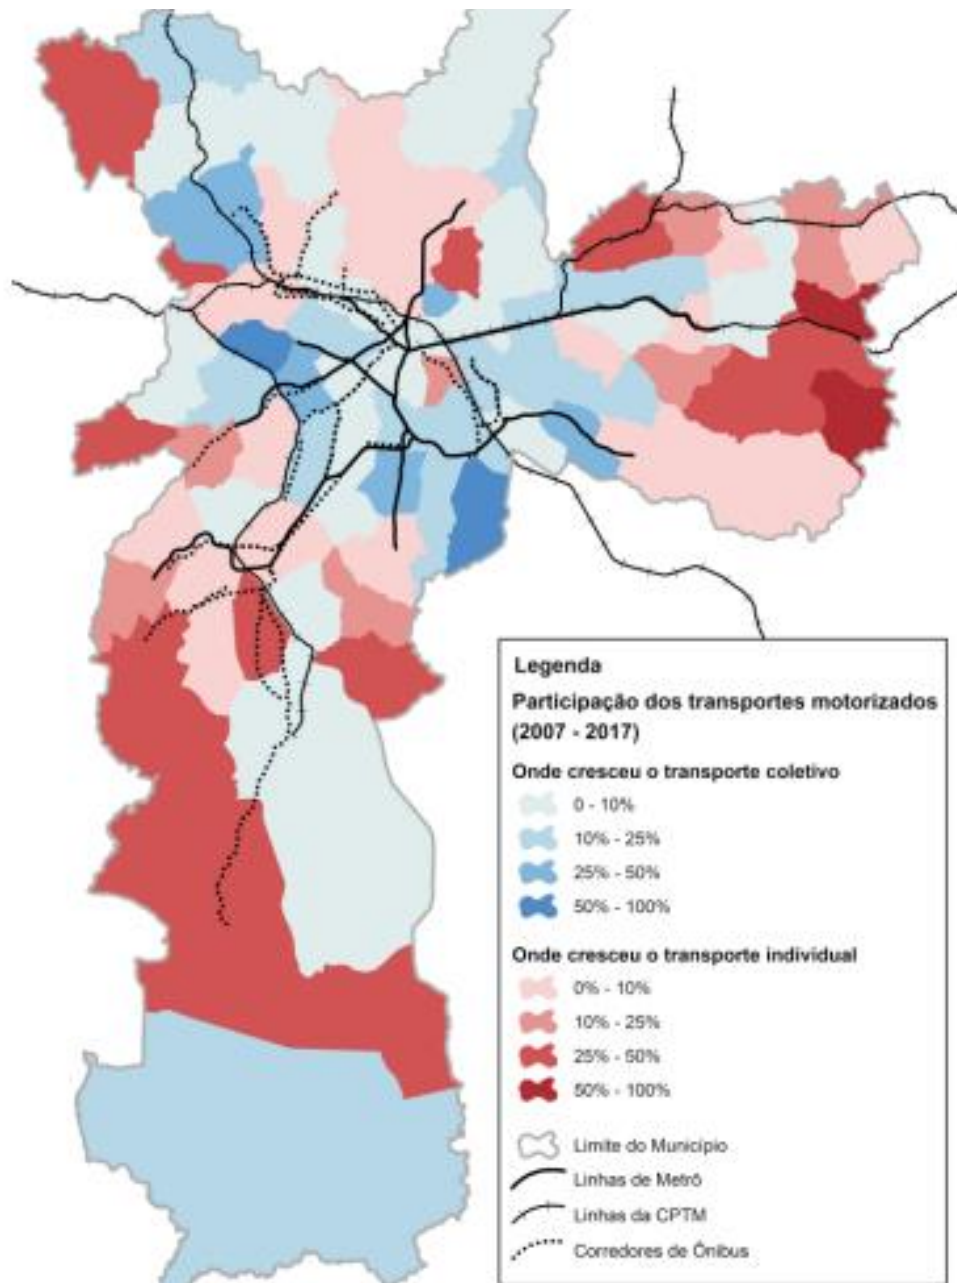 Legenda
Participação dos transportes motorizados
(2007 - 2017)
Onde cresceu o transporte coletivo
0 - 10%
10% - 25%
25% - 50%
50% - 100%
Onde cresceu o transporte individual
0% - 10%
10% - 25%
25% - 50%
50% - 100%
Limite do Município
Linhas de Metrô
Linhas da CPTM
Corredores de Ônibus